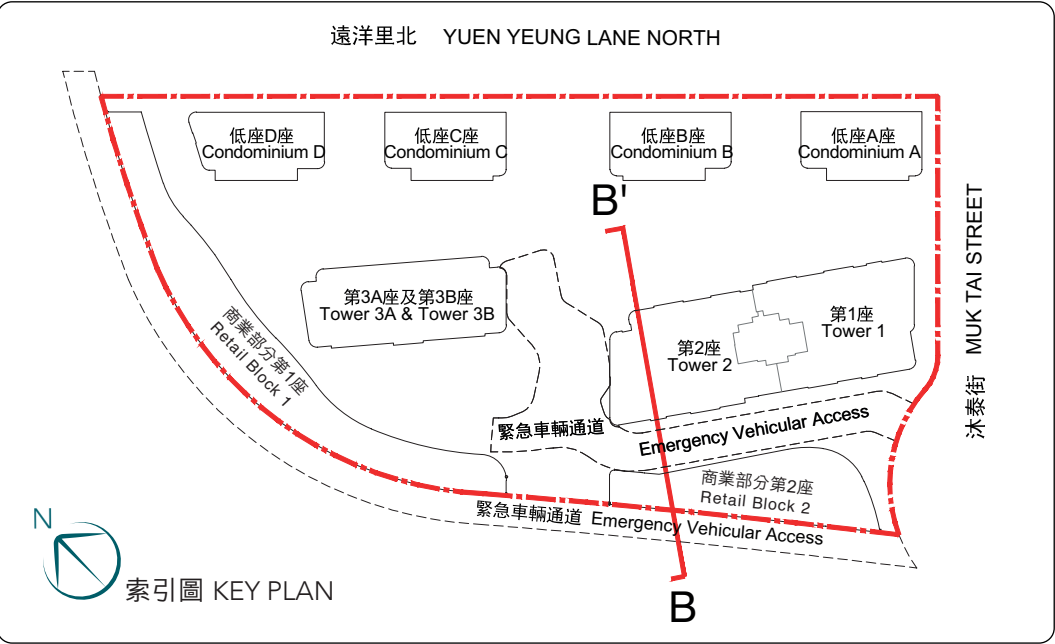 遠洋里北 YUEN YEUNG LANE NORTH
低座D座
Condominium D
低座C座
Condominium C
低座B座
Condominium B
低座A座
Condominium A
B'
沐泰街 MUK TAI STREET
第3A座及第3B座
Tower 3A & Tower 3B
第1座
Tower 1
第2座
Tower 2
商業部分第1座
Retail Block 1
緊急車輛通道 Emergency Vehicular Access
商業部分第2座
Retail Block 2
緊急車輛通道 Emergency Vehicular Access
N
索引圖 KEY PLAN
B